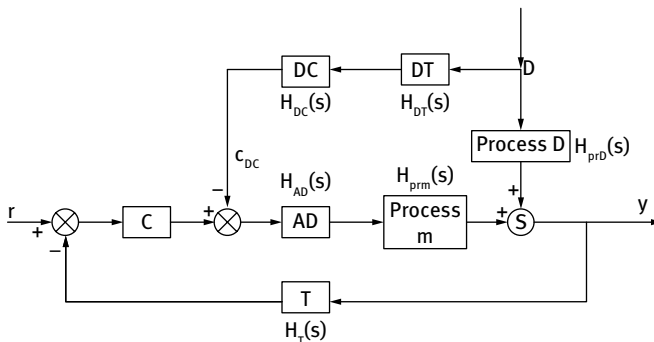 D
DC
DT
H_DC(s)
H_DT(s)
Process D
H_prD(s)
c_DC
−
+
H_AD(s)
H_prm(s)
r
+
−
C
+
AD
Process
m
+
S
y
T
H_T(s)